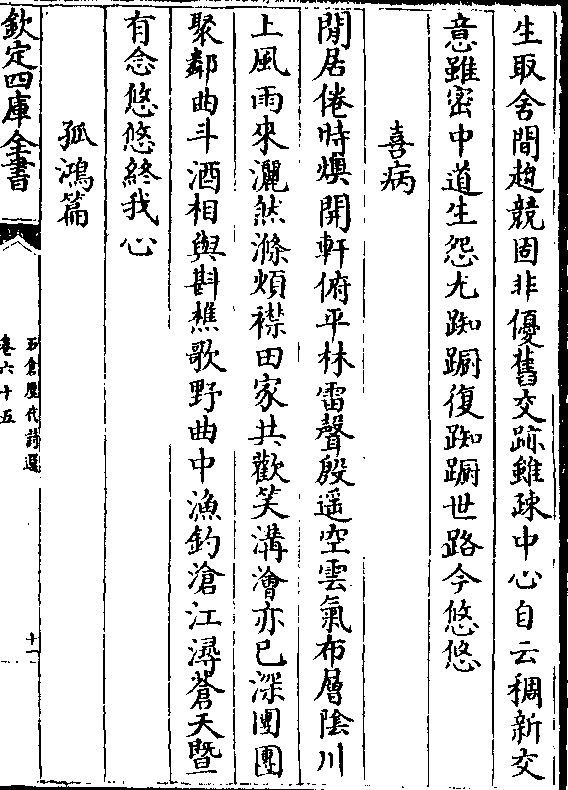 生取舍間趂競固非優舊交跡雖疎中心自云稠新交
意雖密中道生怨尤踟蹰復踟蹰世路今悠悠
喜病
閒居倦時燠開軒俯平林雷聲殷遥空雲氣布層陰川
上風雨來灑然滌煩襟田家共歡笑溝澮亦已深團團
聚鄰曲斗酒相與斟樵歌野曲中漁釣滄江潯蒼天暨
有念悠悠終我心
孤鴻篇
欽定四庫全書
石倉歷代詩選
卷六十五
十一